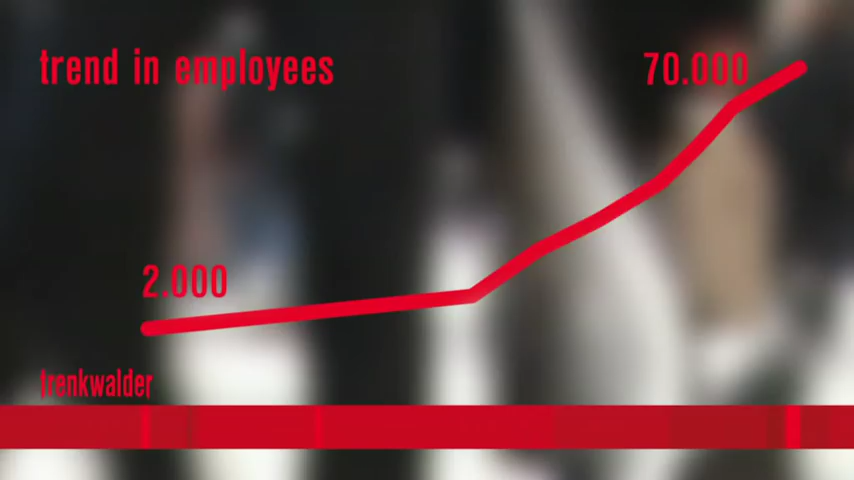 trend in employees
70.000
2.000
trenkwalder